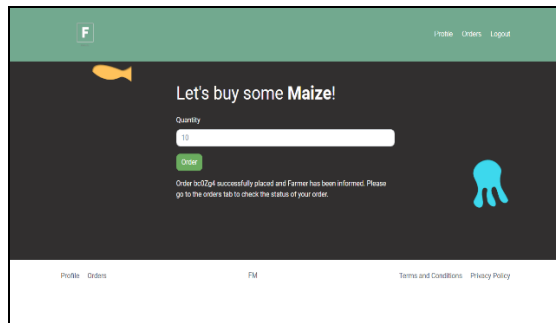 F
Profile Orders Logout
Let's buy some Maize!
Quantity
10
Order
Order bc0Zg4 successfully placed and Farmer has been informed. Please
go to the orders tab to check the status of your order.
Profile Orders FM Terms and Conditions Privacy Policy